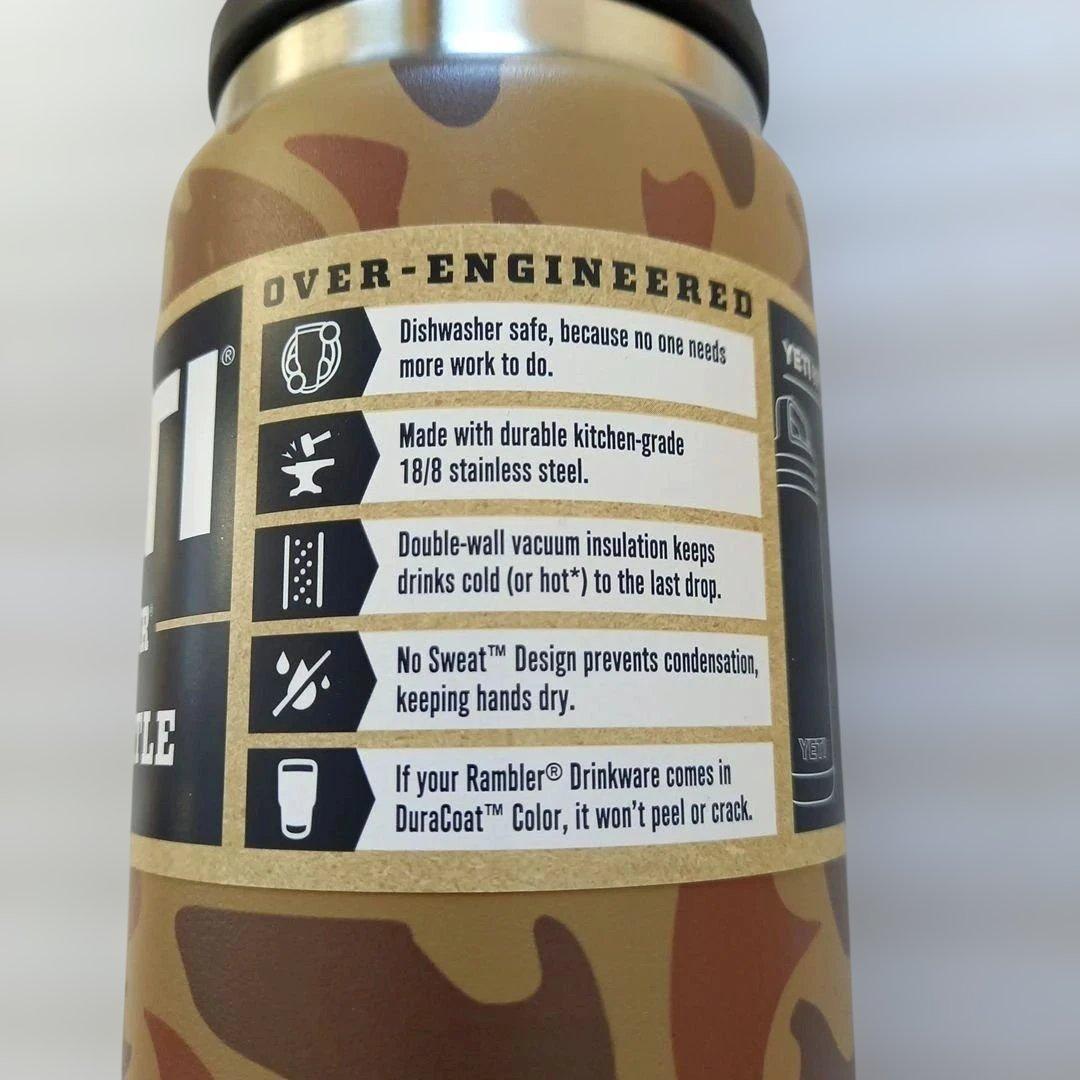 OVER-ENGINEERED
Dishwasher safe, because no one needs
more work to do.
Made with durable kitchen-grade
18/8 stainless steel.
Double-wall vacuum insulation keeps
drinks cold (or hot*) to the last drop.
No Sweat™ Design prevents condensation,
keeping hands dry.
If your Rambler® Drinkware comes in
DuraCoat™ Color, it won't peel or crack.
YETI
YETI